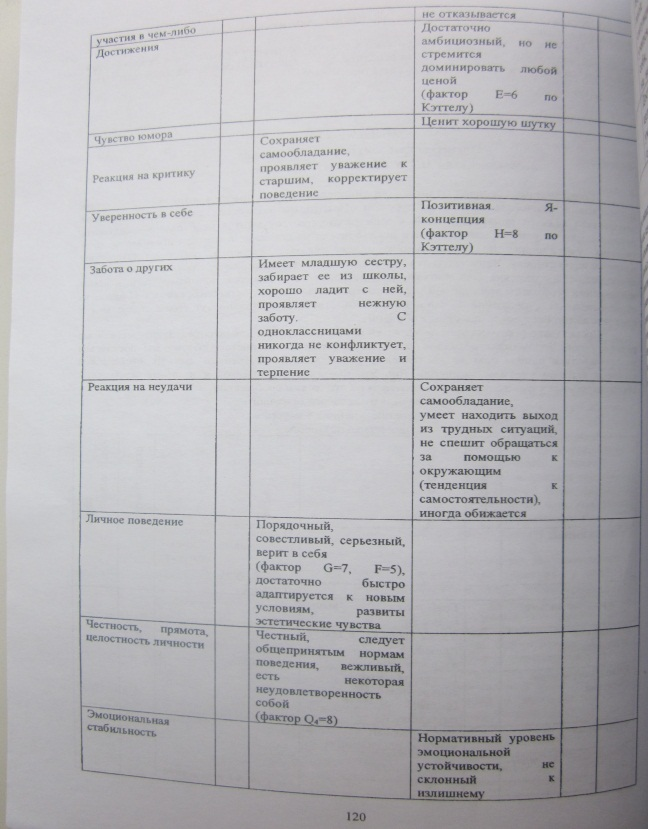 не отказывается
участия в чем-либо
Достижения
Достаточно
амбициозный, но не
стремится
доминировать любой
ценой
(фактор Е=6 по
Кэттелу)
Чувство юмора
Ценит хорошую шутку
Реакция на критику
Сохраняет
самообладание,
проявляет уважение к
старшим, корректирует
поведение
Уверенность в себе
Позитивная Я-
концепция
(фактор Н=8 по
Кэттелу)
Забота о других
Имеет младшую сестру,
забирает ее из школы,
хорошо ладит с ней,
проявляет нежную
заботу. С
одноклассницами
никогда не конфликтует,
проявляет уважение и
терпение
Реакция на неудачи
Сохраняет
самообладание,
умеет находить выход
из трудных ситуаций,
не спешит обращаться
за помощью к
окружающим
(тенденция к
самостоятельности),
иногда обижается
Личное поведение
Порядочный,
совестливый, серьезный,
верит в себя
(фактор G=7, F=5),
достаточно быстро
адаптируется к новым
условиям, развиты
эстетические чувства
Честность, прямота,
целостность личности
Честный, следует
общепринятым нормам
поведения, вежливый,
есть некоторая
неудовлетворенность
собой
(фактор Q₄=8)
Эмоциональная
стабильность
Нормативный уровень
эмоциональной
устойчивости, не
склонный к
излишнему
120